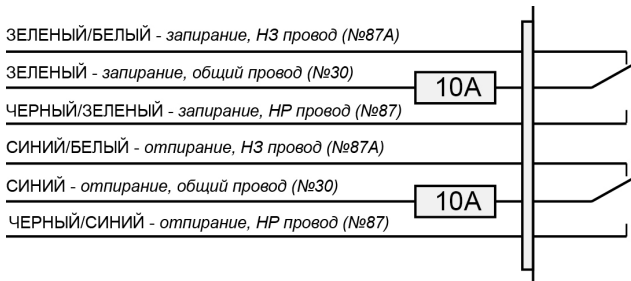 ЗЕЛЕНЫЙ/БЕЛЫЙ - запирание, НЗ провод (№87А)
ЗЕЛЕНЫЙ - запирание, общий провод (№30)
10А
ЧЕРНЫЙ/ЗЕЛЕНЫЙ - запирание, НР провод (№87)
СИНИЙ/БЕЛЫЙ - отпирание, НЗ провод (№87А)
СИНИЙ - отпирание, общий провод (№30)
10А
ЧЕРНЫЙ/СИНИЙ - отпирание, НР провод (№87)